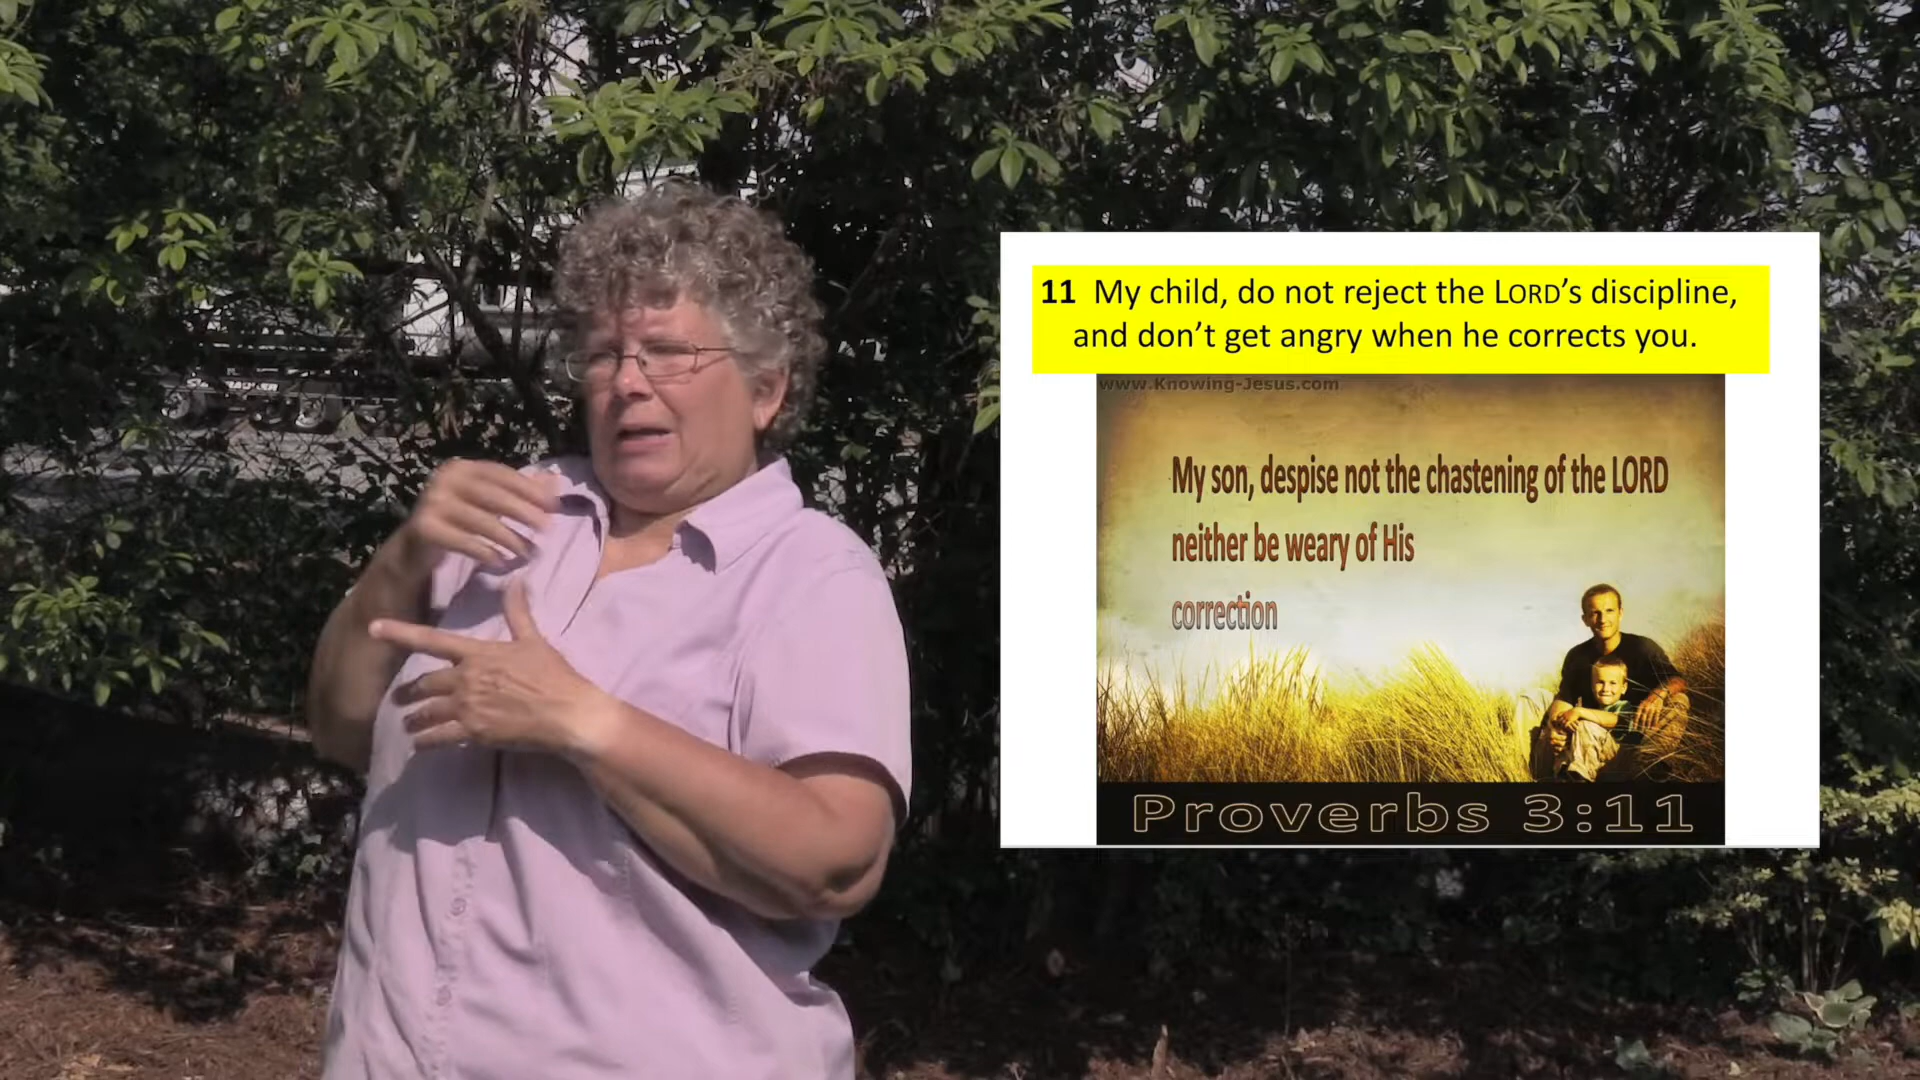 11 My child, do not reject the LORD's discipline,
and don't get angry when he corrects you.
www.Knowing-Jesus.com
My son, despise not the chastening of the LORD
neither be weary of His
correction
Proverbs 3:11